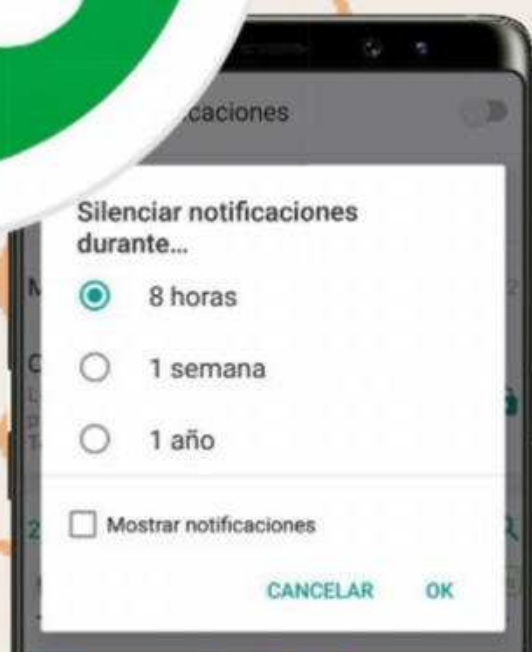 caciones
Silenciar notificaciones
durante...
8 horas
1 semana
1 año
Mostrar notificaciones
CANCELAR OK